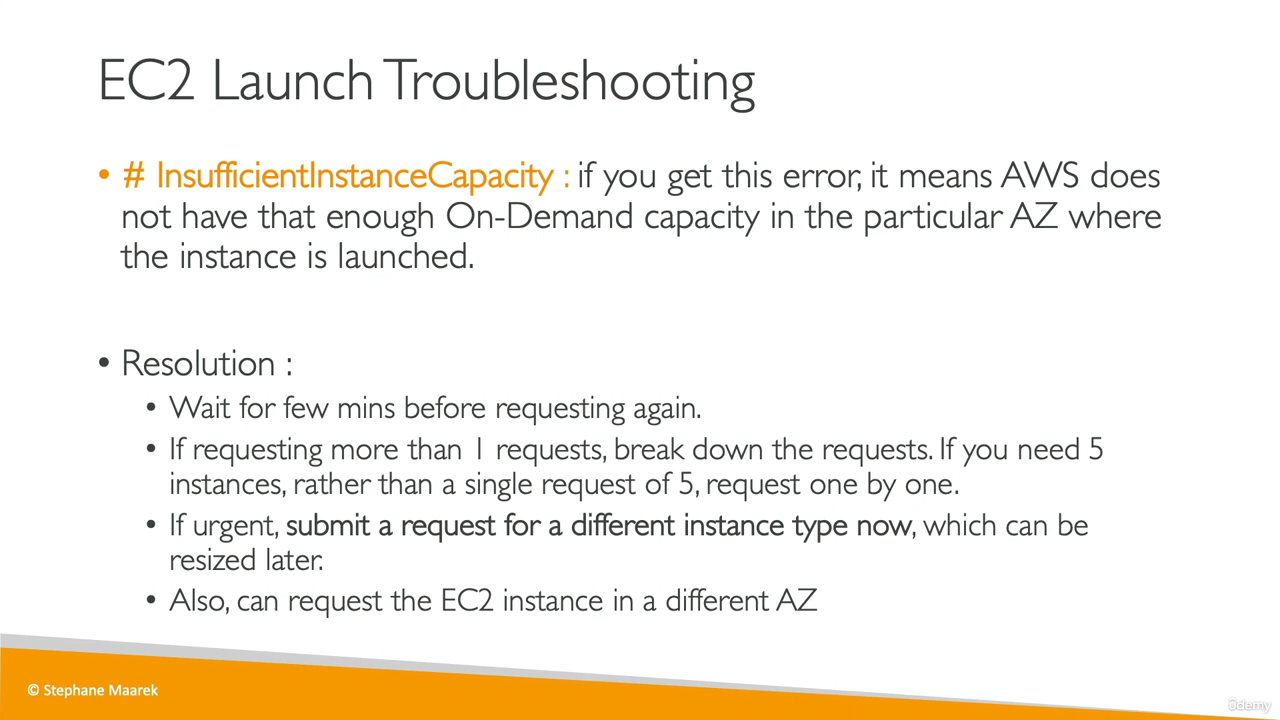 EC2 Launch Troubleshooting
• # InsufficientInstanceCapacity : if you get this error, it means AWS does
not have that enough On-Demand capacity in the particular AZ where
the instance is launched.
• Resolution :
• Wait for few mins before requesting again.
• If requesting more than 1 requests, break down the requests. If you need 5
instances, rather than a single request of 5, request one by one.
• If urgent, submit a request for a different instance type now, which can be
resized later.
• Also, can request the EC2 instance in a different AZ
© Stephane Maarek
ûdemy